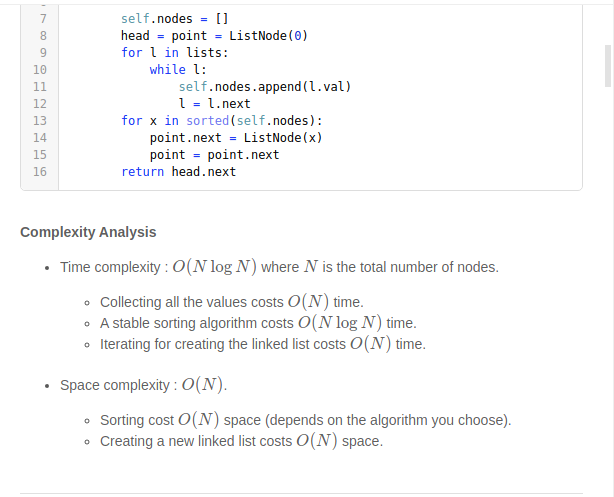 7 self.nodes = []
8 head = point = ListNode(0)
9 for l in lists:
10 while l:
11 self.nodes.append(l.val)
12 l = l.next
13 for x in sorted(self.nodes):
14 point.next = ListNode(x)
15 point = point.next
16 return head.next
Complexity Analysis
• Time complexity : O(N log N) where N is the total number of nodes.
◦ Collecting all the values costs O(N) time.
◦ A stable sorting algorithm costs O(N log N) time.
◦ Iterating for creating the linked list costs O(N) time.
• Space complexity : O(N).
◦ Sorting cost O(N) space (depends on the algorithm you choose).
◦ Creating a new linked list costs O(N) space.